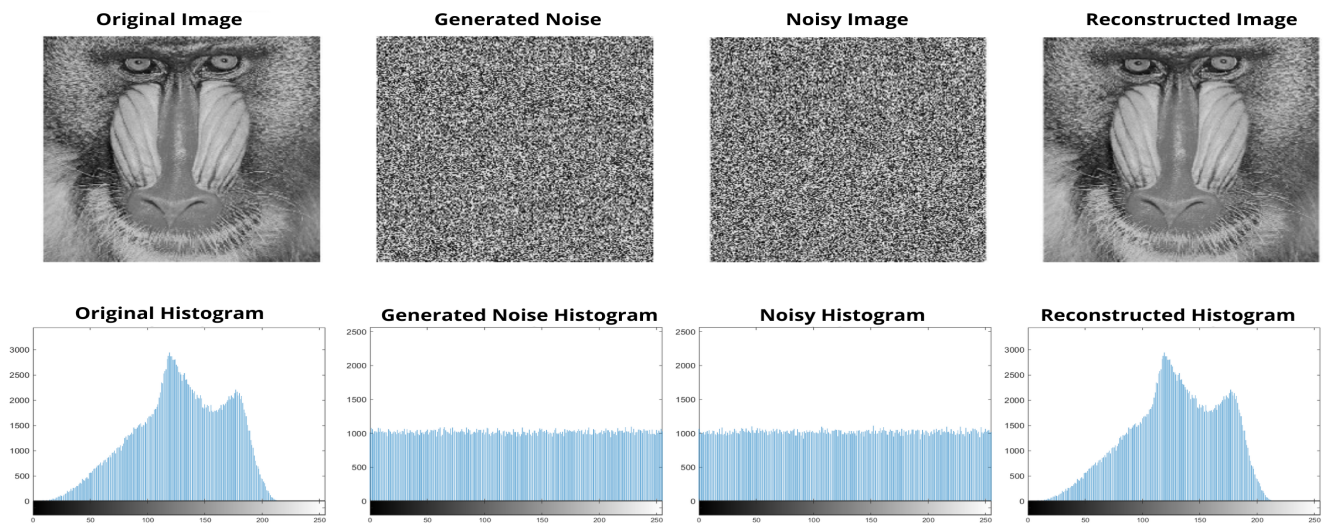 Original Image
Generated Noise
Noisy Image
Reconstructed Image
Original Histogram
Generated Noise Histogram
Noisy Histogram
Reconstructed Histogram
3000
2500
2000
1500
1000
500
0
0 50 100 150 200 250
2500
2000
1500
1000
500
0
0 50 100 150 200 250
2500
2000
1500
1000
500
0
0 50 100 150 200 250
3000
2500
2000
1500
1000
500
0
0 50 100 150 200 250